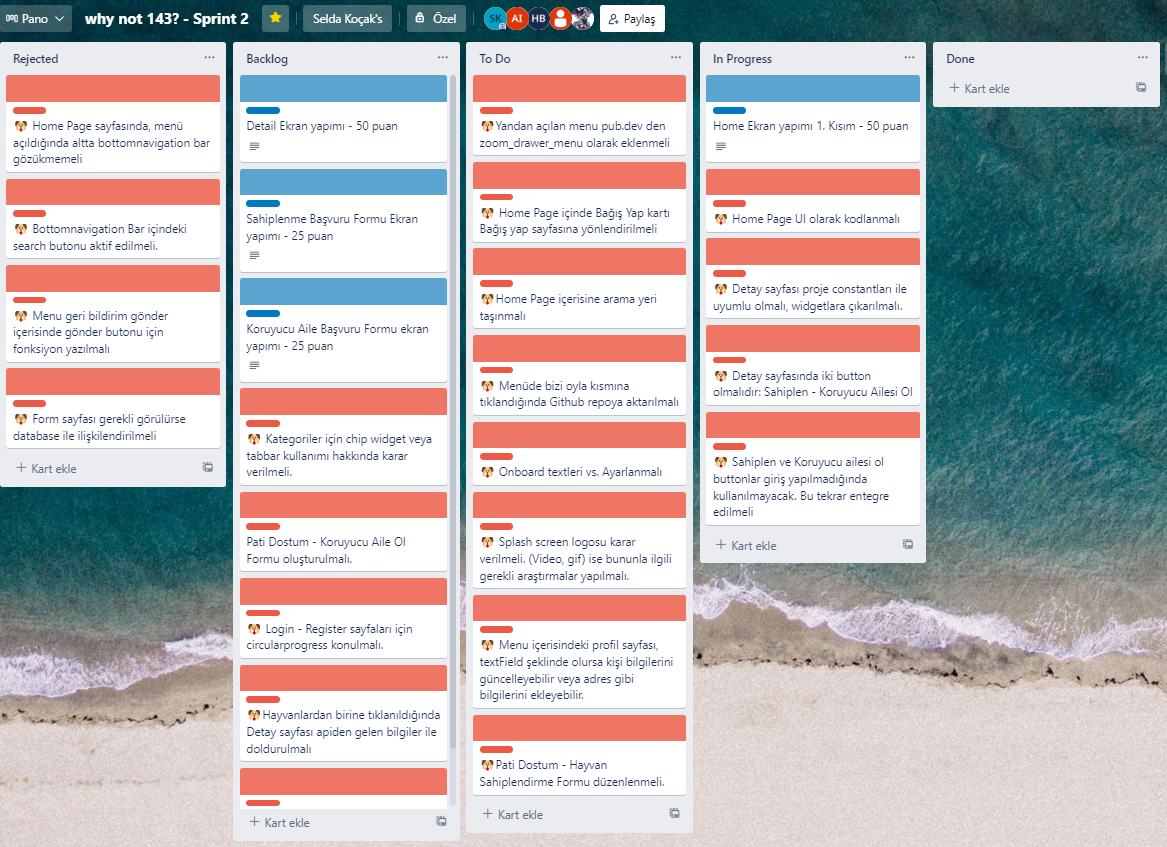 Pano
why not 143? - Sprint 2
Selda Koçak's
Özel
SK
AI
HB
Paylaş
Rejected
Home Page sayfasında, menü
açıldığında altta bottomnavigation bar
gözükmemeli
Bottomnavigation Bar içindeki
search butonu aktif edilmeli.
Menu geri bildirim gönder
içerisinde gönder butonu için
fonksiyon yazılmalı
Form sayfası gerekli görülürse
database ile ilişkilendirilmeli
+ Kart ekle
Backlog
Detail Ekran yapımı - 50 puan
Sahiplenme Başvuru Formu Ekran
yapımı - 25 puan
Koruyucu Aile Başvuru Formu ekran
yapımı - 25 puan
Kategoriler için chip widget veya
tabbar kullanımı hakkında karar
verilmeli.
Pati Dostum - Koruyucu Aile Ol
Formu oluşturulmalı.
Login - Register sayfaları için
circularprogress konulmalı.
Hayvanlardan birine tıklanıldığında
Detay sayfası apiden gelen bilgiler ile
doldurulmalı
+ Kart ekle
To Do
Yandan açılan menu pub.dev den
zoom_drawer_menu olarak eklenmeli
Home Page içinde Bağış Yap kartı
Bağış yap sayfasına yönlendirilmeli
Home Page içerisine arama yeri
taşınmalı
Menüde bizi oyla kısmına
tıklandığında Github repoya aktarılmalı
Onboard textleri vs. Ayarlanmalı
Splash screen logosu karar
verilmeli. (Video, gif) ise bununla ilgili
gerekli araştırmalar yapılmalı.
Menu içerisindeki profil sayfası,
textField şeklinde olursa kişi bilgilerini
güncelleyebilir veya adres gibi
bilgilerini ekleyebilir.
Pati Dostum - Hayvan
Sahiplendirme Formu düzenlenmeli.
+ Kart ekle
In Progress
Home Ekran yapımı 1. Kısım - 50 puan
Home Page UI olarak kodlanmalı
Detay sayfası proje constantları ile
uyumlu olmalı, widgetlara çıkarılmalı.
Detay sayfasında iki button
olmalıdır: Sahiplen - Koruyucu Ailesi Ol
Sahiplen ve Koruyucu ailesi ol
buttonlar giriş yapılmadığında
kullanılmayacak. Bu tekrar entegre
edilmeli
+ Kart ekle
Done
+ Kart ekle